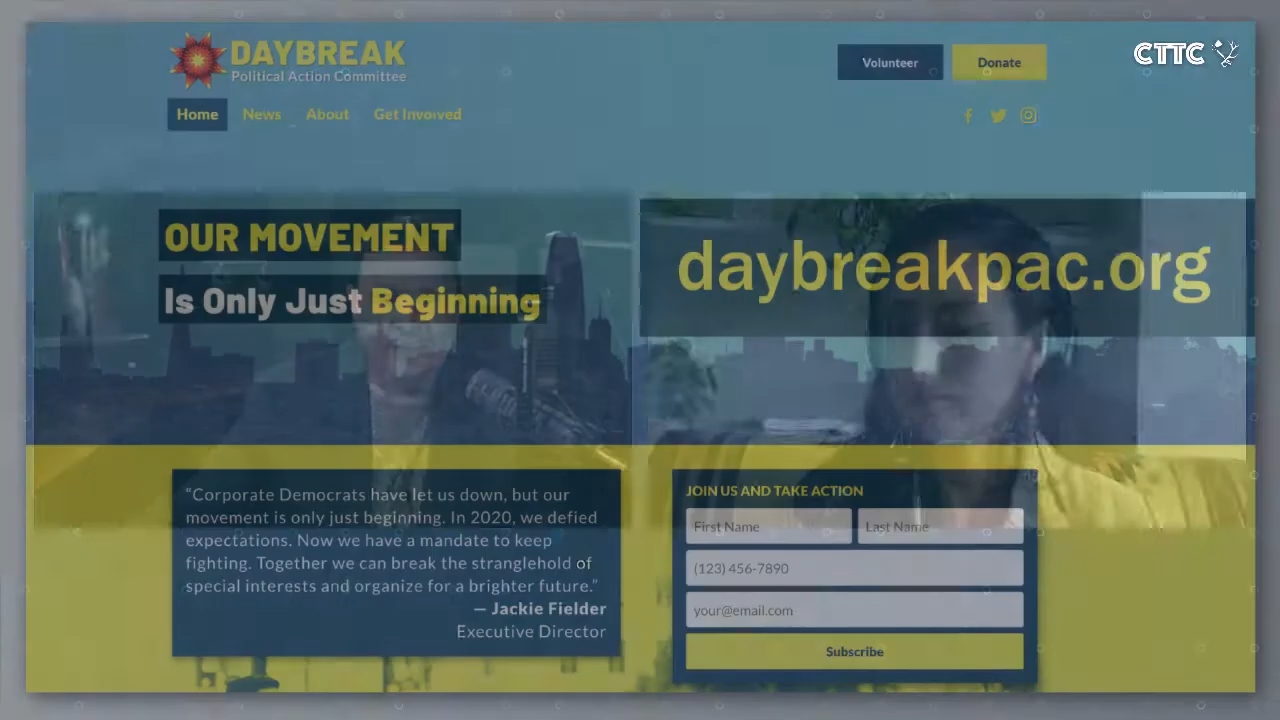 DAYBREAK
Political Action Committee
Volunteer
Donate
CTTC
Home
News
About
Get Involved
OUR MOVEMENT
Is Only Just Beginning
daybreakpac.org
“Corporate Democrats have let us down, but our
movement is only just beginning. In 2020, we defied
expectations. Now we have a mandate to keep
fighting. Together we can break the stranglehold of
special interests and organize for a brighter future.”
— Jackie Fielder
Executive Director
JOIN US AND TAKE ACTION
First Name
Last Name
(123) 456-7890
your@email.com
Subscribe